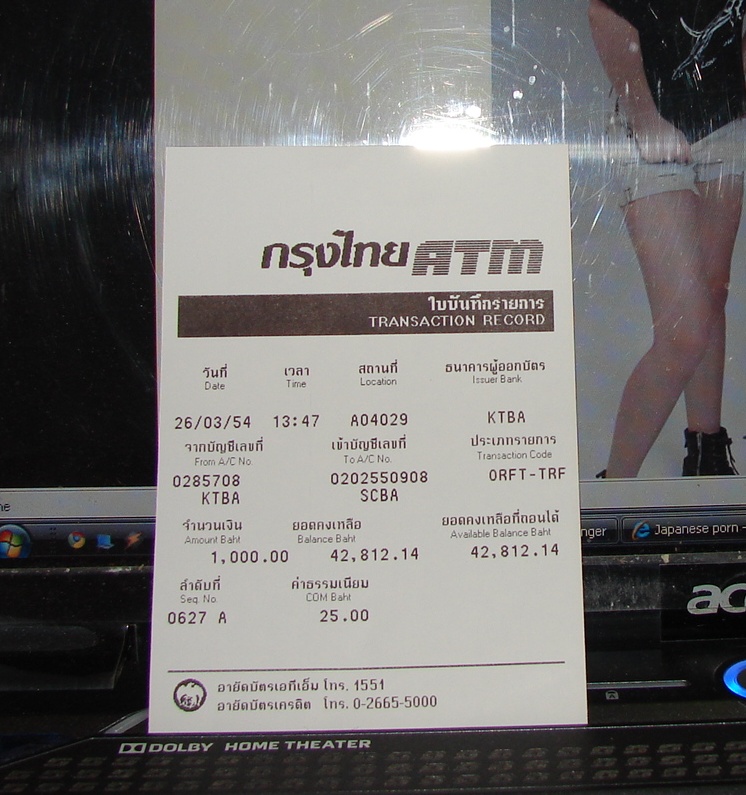 กรุงไทย ATM
ใบบันทึกรายการ
TRANSACTION RECORD
วันที่ เวลา สถานที่ ธนาคารผู้ออกบัตร
Date Time Location Issuer Bank
26/03/54 13:47 A04029 KTBA
จากบัญชีเลขที่ เข้าบัญชีเลขที่ ประเภทรายการ
From A/C No. To A/C No. Transaction Code
0285708 0202550908 ORFT-TRF
KTBA SCBA
จำนวนเงิน ยอดคงเหลือ ยอดคงเหลือที่ถอนได้
Amount Baht Balance Baht Available Balance Baht
1,000.00 42,812.14 42,812.14
ลำดับที่ ค่าธรรมเนียม
Seq. No. COM Baht
0627 A 25.00
อายัดบัตรเอทีเอ็ม โทร. 1551
อายัดบัตรเครดิต โทร. 0-2665-5000
nger Japanese porn -
ac
DOLBY HOME THEATER